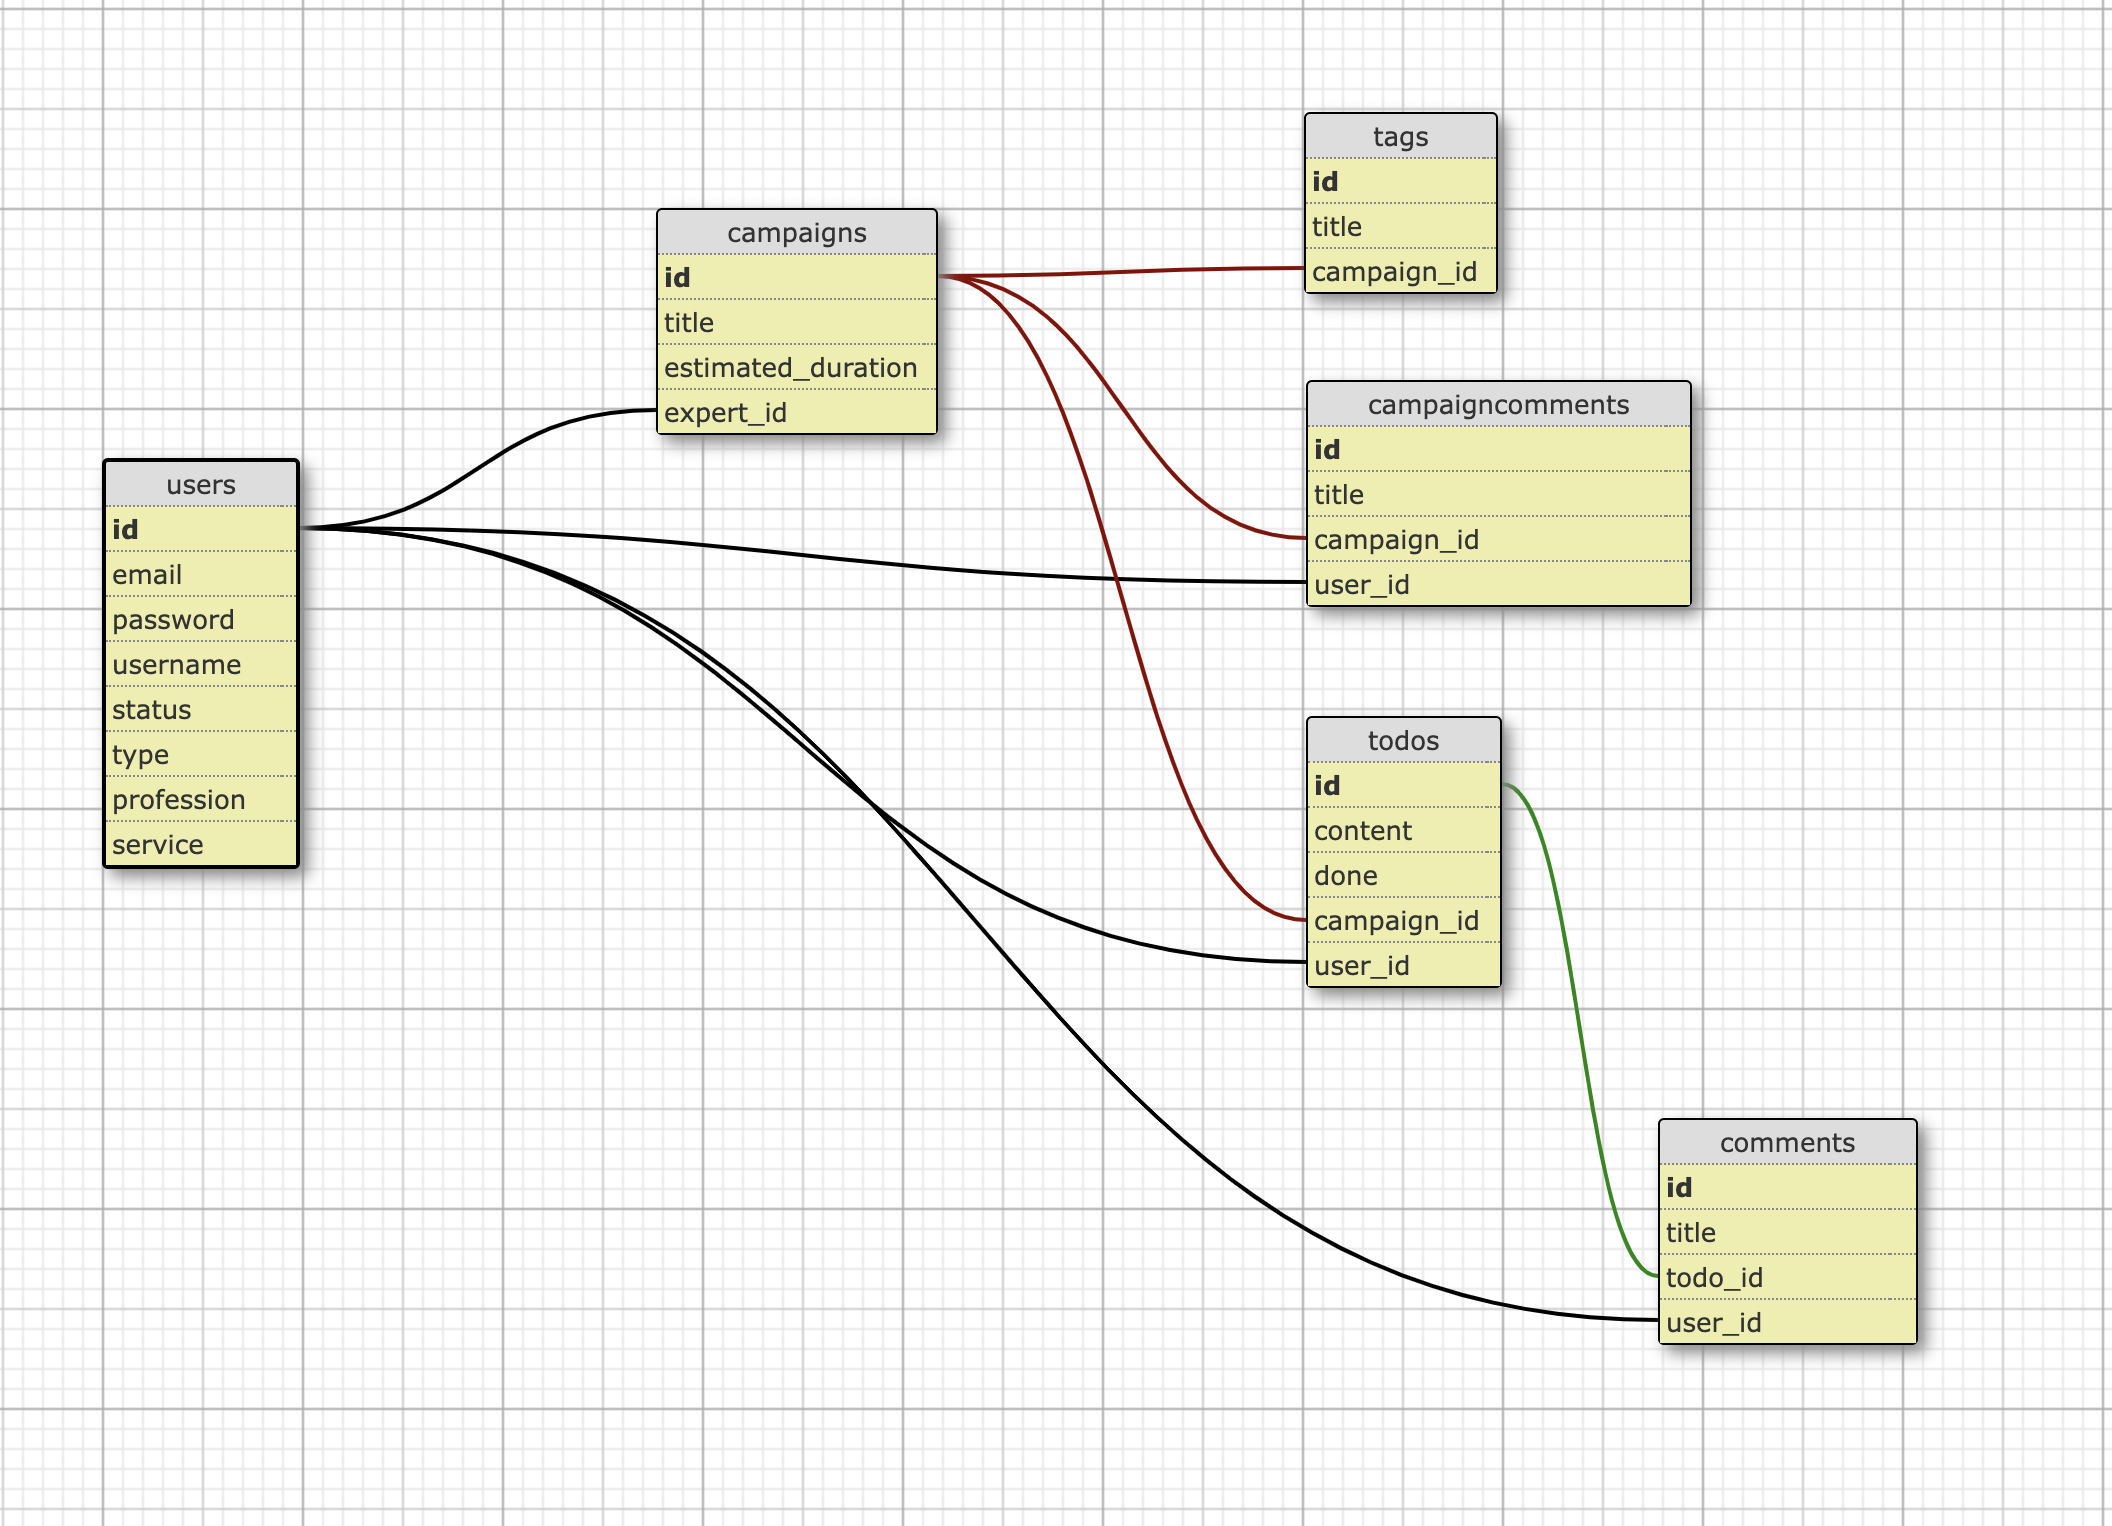 users
id
email
password
username
status
type
profession
service
campaigns
id
title
estimated_duration
expert_id
tags
id
title
campaign_id
campaigncomments
id
title
campaign_id
user_id
todos
id
content
done
campaign_id
user_id
comments
id
title
todo_id
user_id